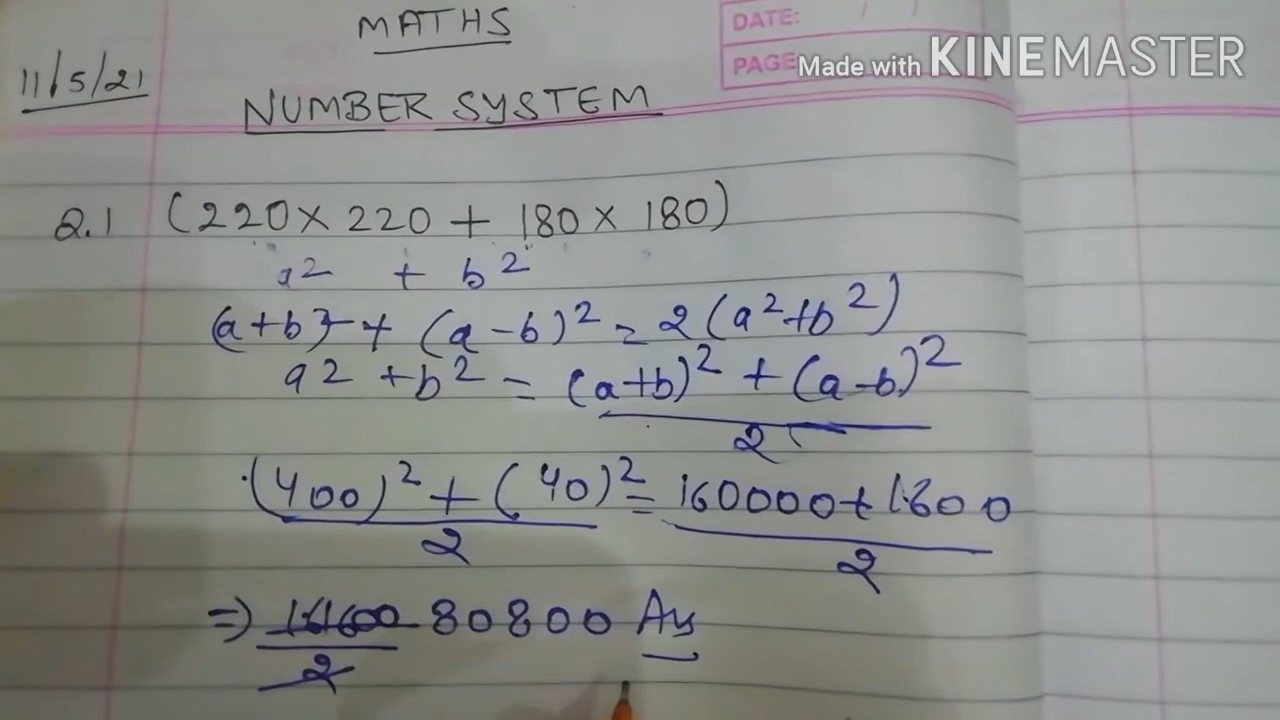 MATHS
DATE: / /
PAGE
Made with KINEMASTER
11/5/21
NUMBER SYSTEM
Q.1 (220 × 220 + 180 × 180)
a² + b²
(a+b)² + (a-b)² = 2(a²+b²)
a² + b² = (a+b)² + (a-b)²
2
(400)² + (40)² = 160000 + 1600
2 2
⇒ 161600 80800 Ans
2